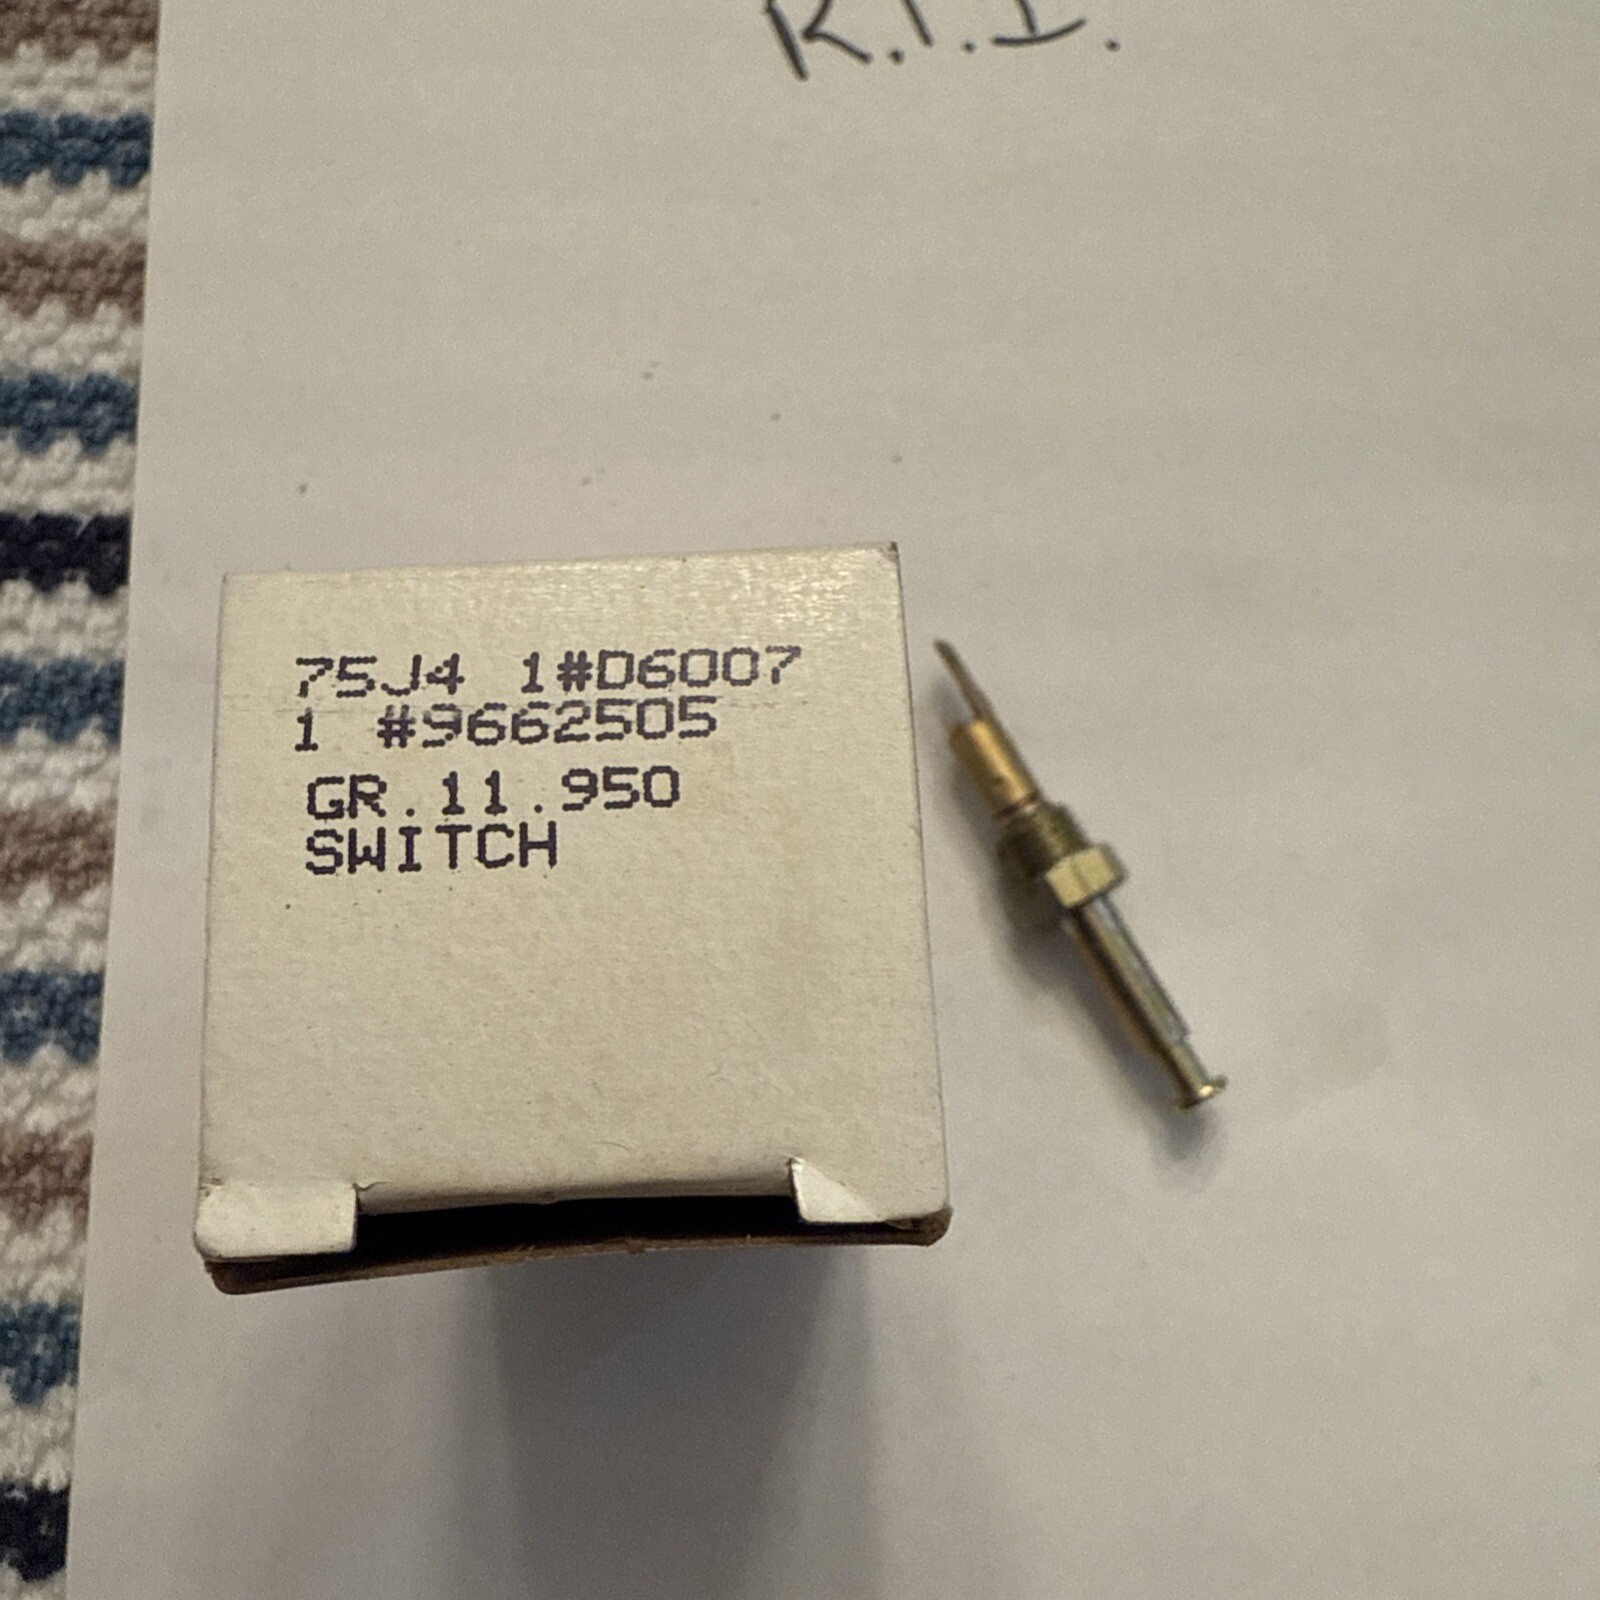 R.I.I.
75J4 1#D6007
1 #9662505
GR.11.950
SWITCH